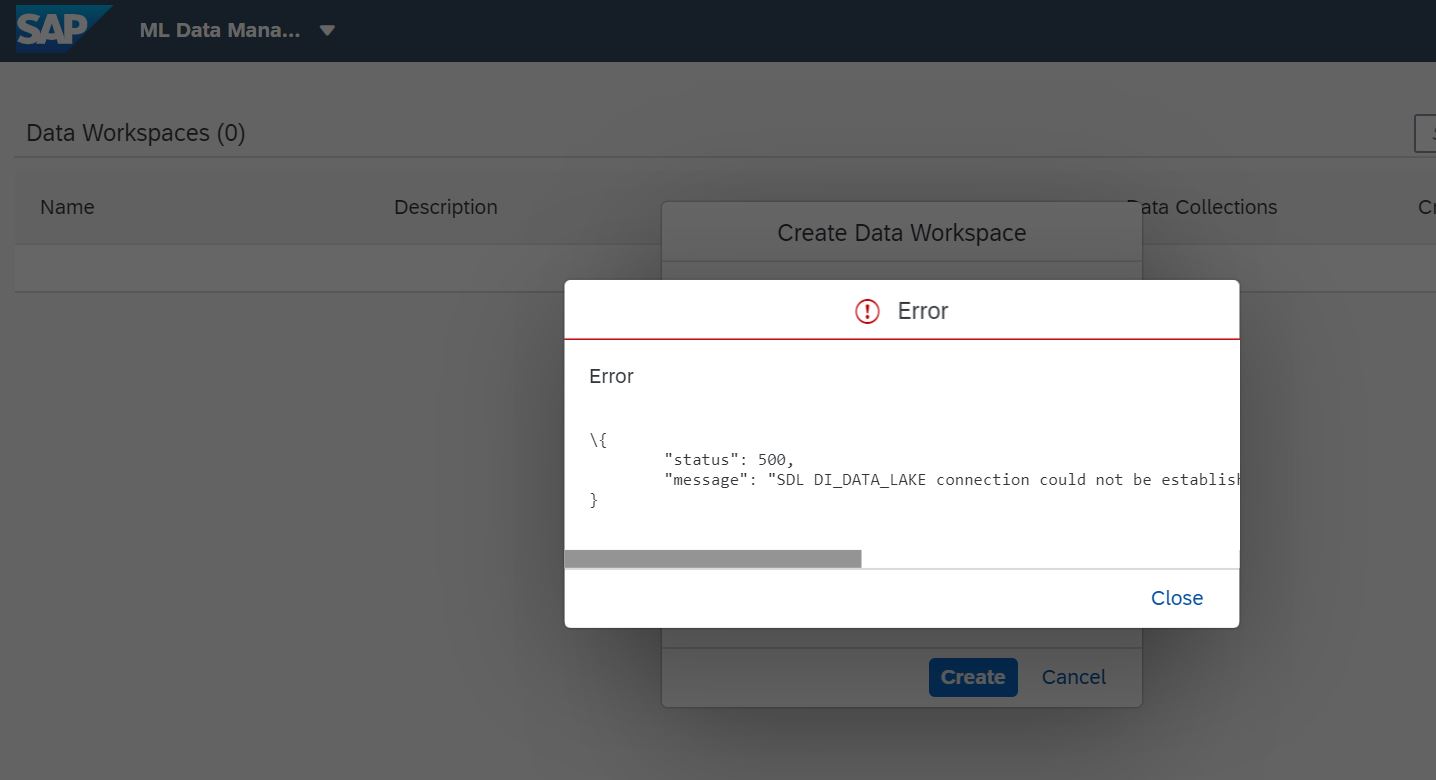 SAP ML Data Mana...
Data Workspaces (0)
Name Description Data Collections
Create Data Workspace
Error
Error
\{
"status": 500,
"message": "SDL DI_DATA_LAKE connection could not be establish
}
Close
Create Cancel